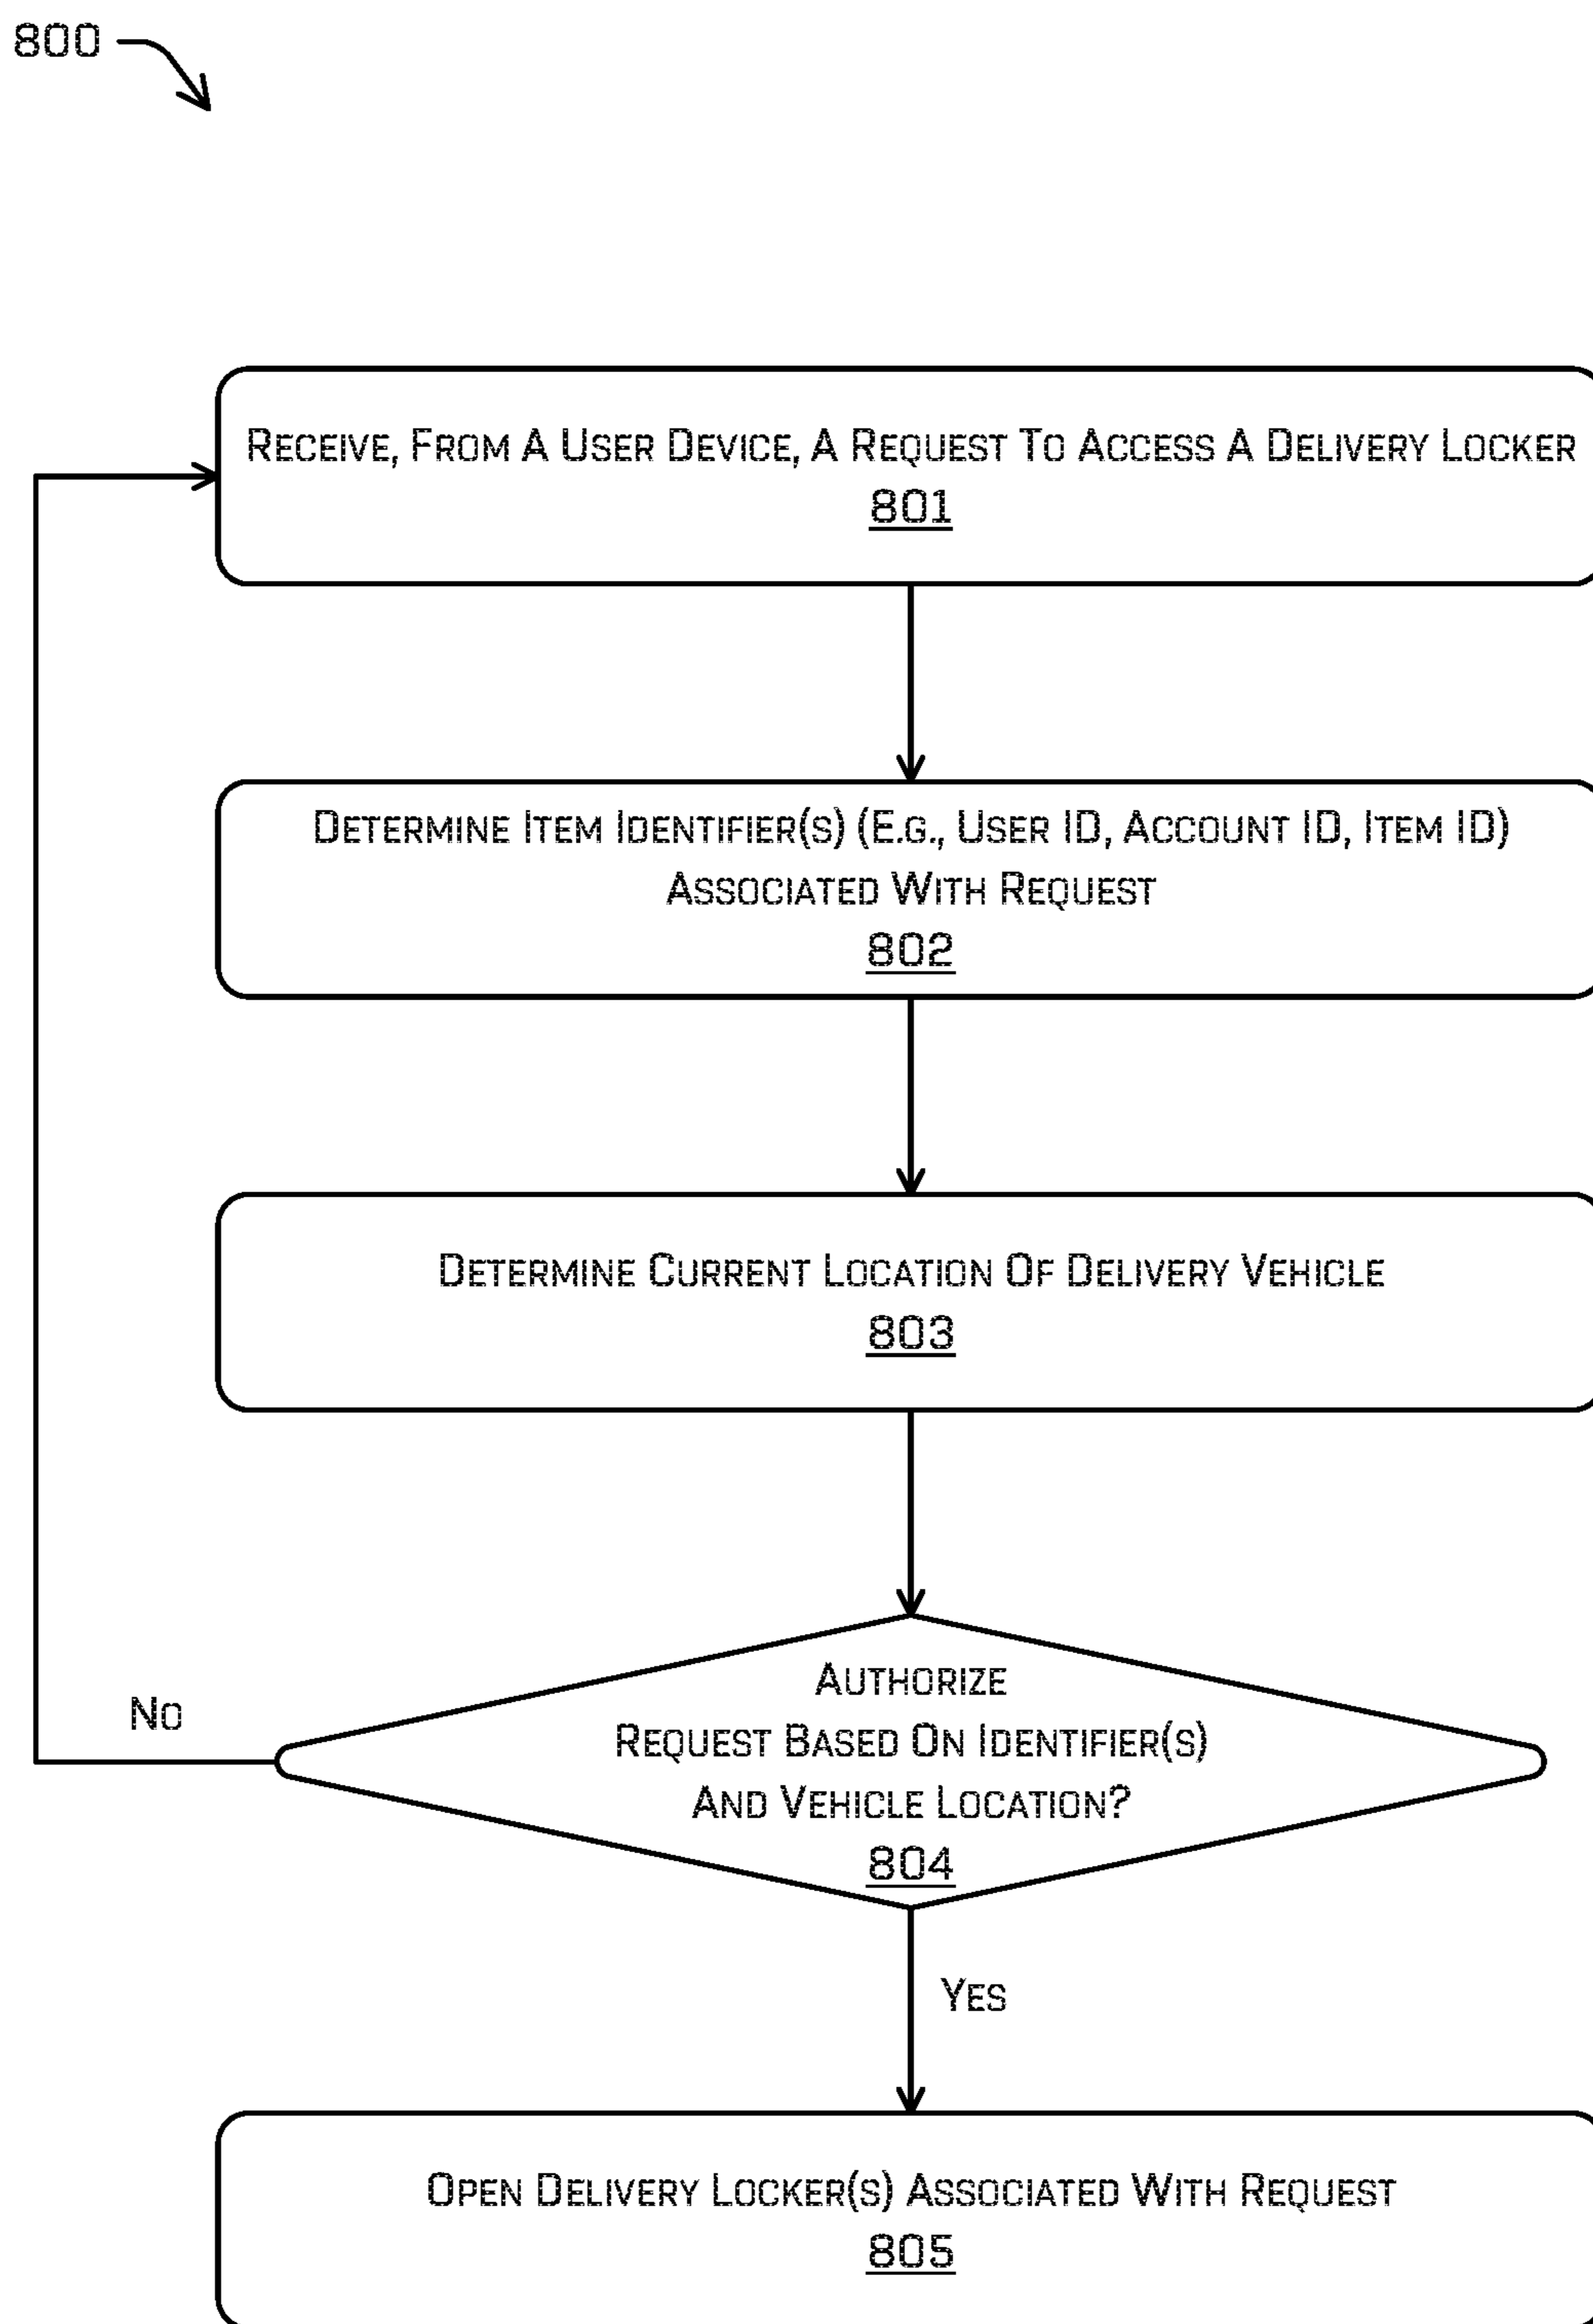 800
Receive, From A User Device, A Request To Access A Delivery Locker
801
Determine Item Identifier(s) (E.g., User ID, Account ID, Item ID)
Associated With Request
802
Determine Current Location Of Delivery Vehicle
803
Authorize
Request Based On Identifier(s)
And Vehicle Location?
804
No
Yes
Open Delivery Locker(s) Associated With Request
805